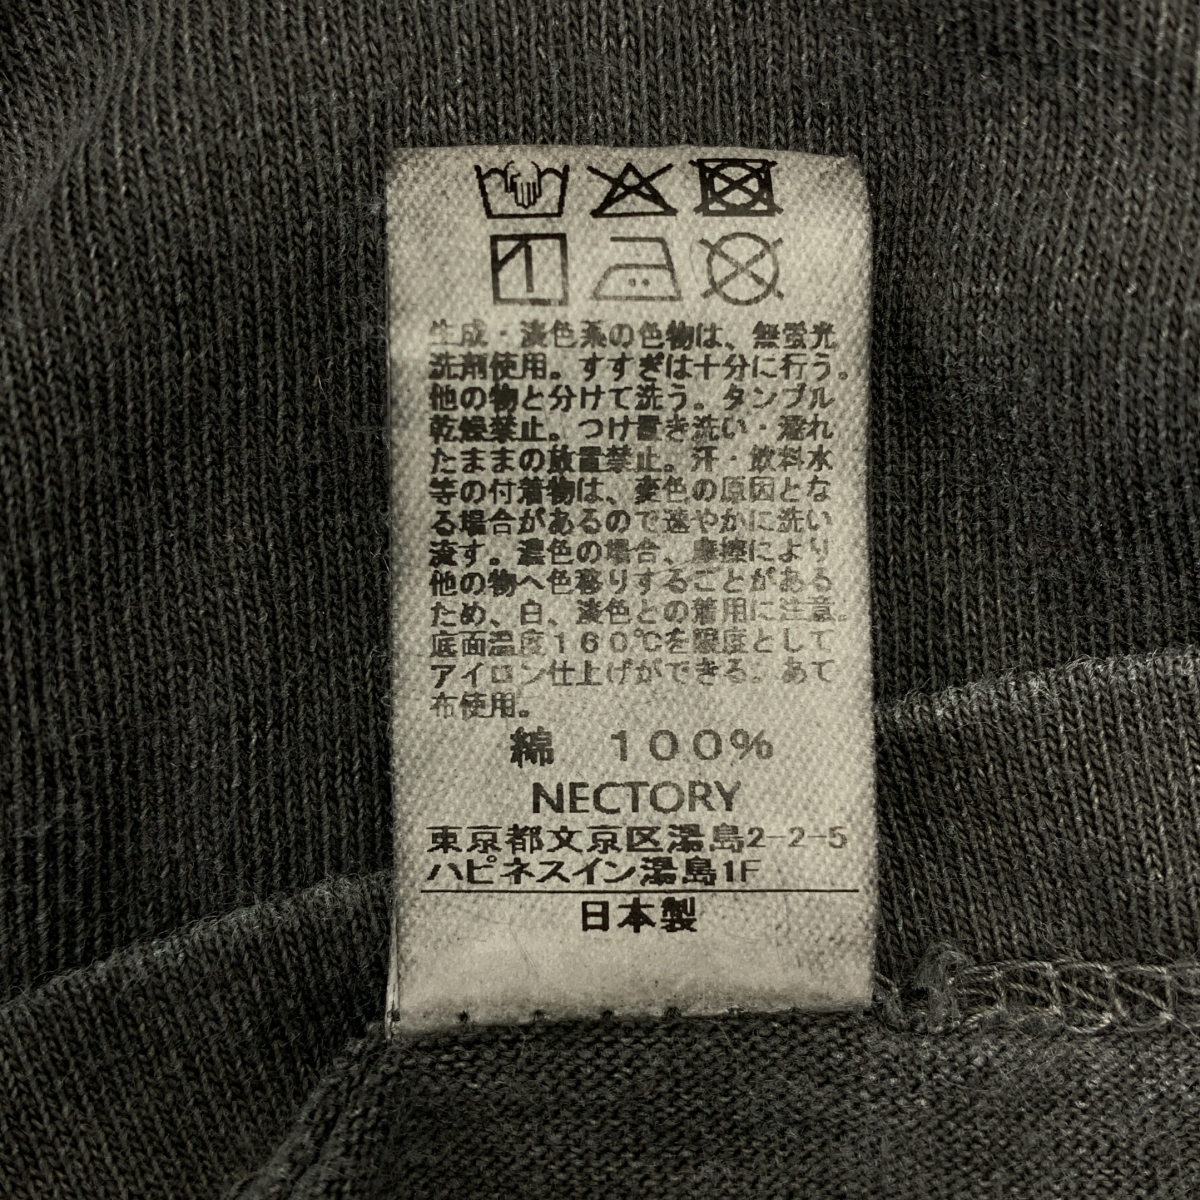 生成・淡色系の色物は、無蛍光
洗剤使用。すすぎは十分に行う。
他の物と分けて洗う。タンブル
乾燥禁止。つけ置き洗い・濡れ
たままの放置禁止。汗・飲料水
等の付着物は、変色の原因とな
る場合があるので速やかに洗い
流す。濃色の場合、摩擦により
他の物へ色移りすることがある
ため、白、淡色との着用に注意。
底面温度160℃を限度として
アイロン仕上げができる。あて
布使用。
綿 100%
NECTORY
東京都文京区湯島2-2-5
ハピネスイン湯島1F
日本製